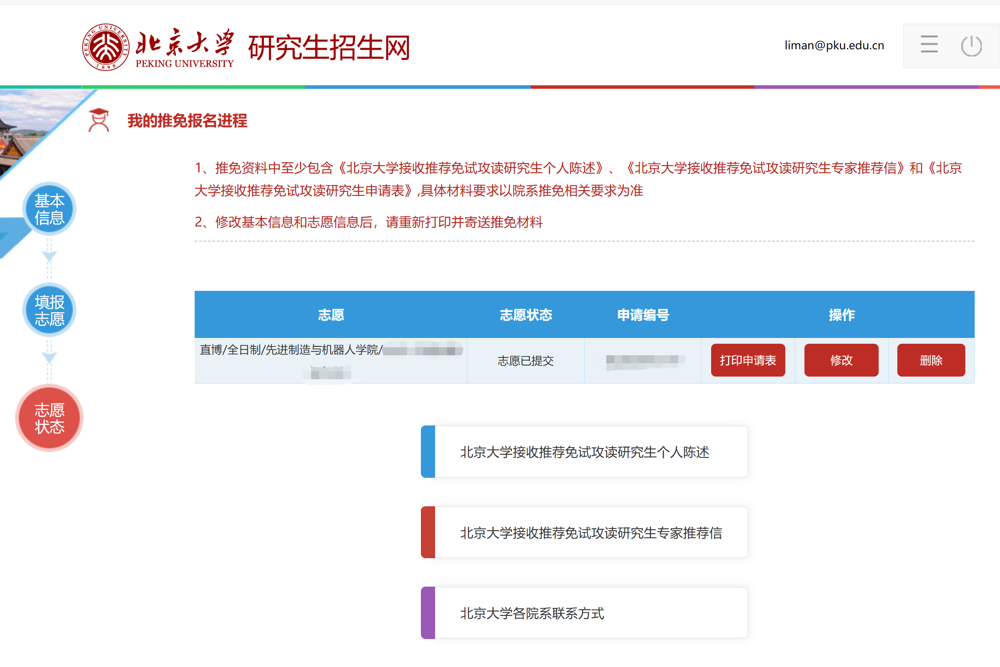 PEKING UNIVERSITY
1898
北京大学
PEKING UNIVERSITY
研究生招生网
liman@pku.edu.cn
我的推免报名进程
1、推免资料中至少包含《北京大学接收推荐免试攻读研究生个人陈述》、《北京大学接收推荐免试攻读研究生专家推荐信》和《北京
大学接收推荐免试攻读研究生申请表》,具体材料要求以院系推免相关要求为准
2、修改基本信息和志愿信息后，请重新打印并寄送推免材料
基本
信息
填报
志愿
志愿
状态
志愿 志愿状态 申请编号 操作
直博/全日制/先进制造与机器人学院/
志愿已提交 打印申请表 修改 删除
北京大学接收推荐免试攻读研究生个人陈述
北京大学接收推荐免试攻读研究生专家推荐信
北京大学各院系联系方式